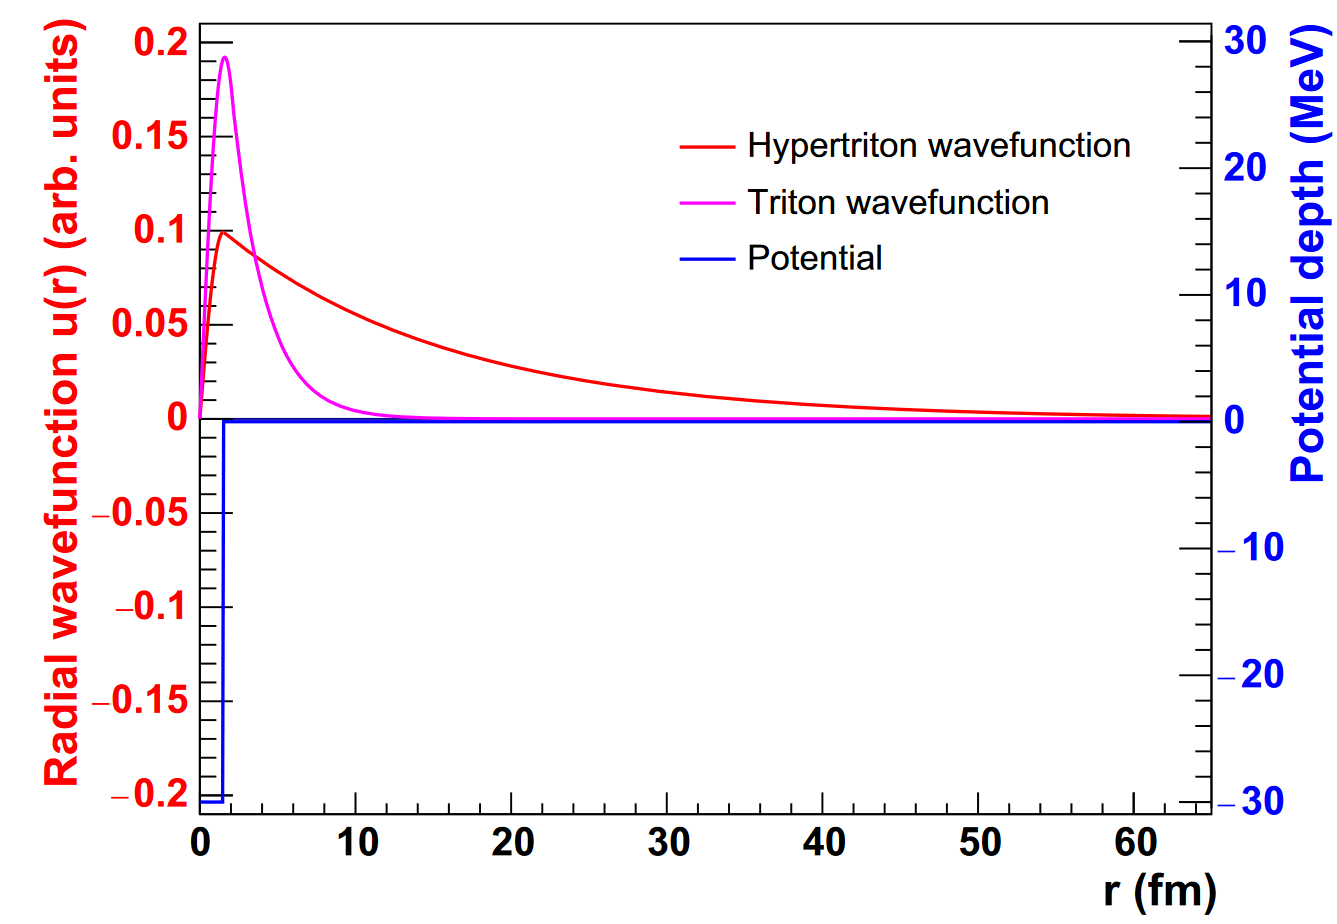 Radial wavefunction u(r) (arb. units)
0.2
0.15
0.1
0.05
0
−0.05
−0.1
−0.15
−0.2
Hypertriton wavefunction
Triton wavefunction
Potential
30
20
10
0
−10
−20
−30
Potential depth (MeV)
0 10 20 30 40 50 60
r (fm)